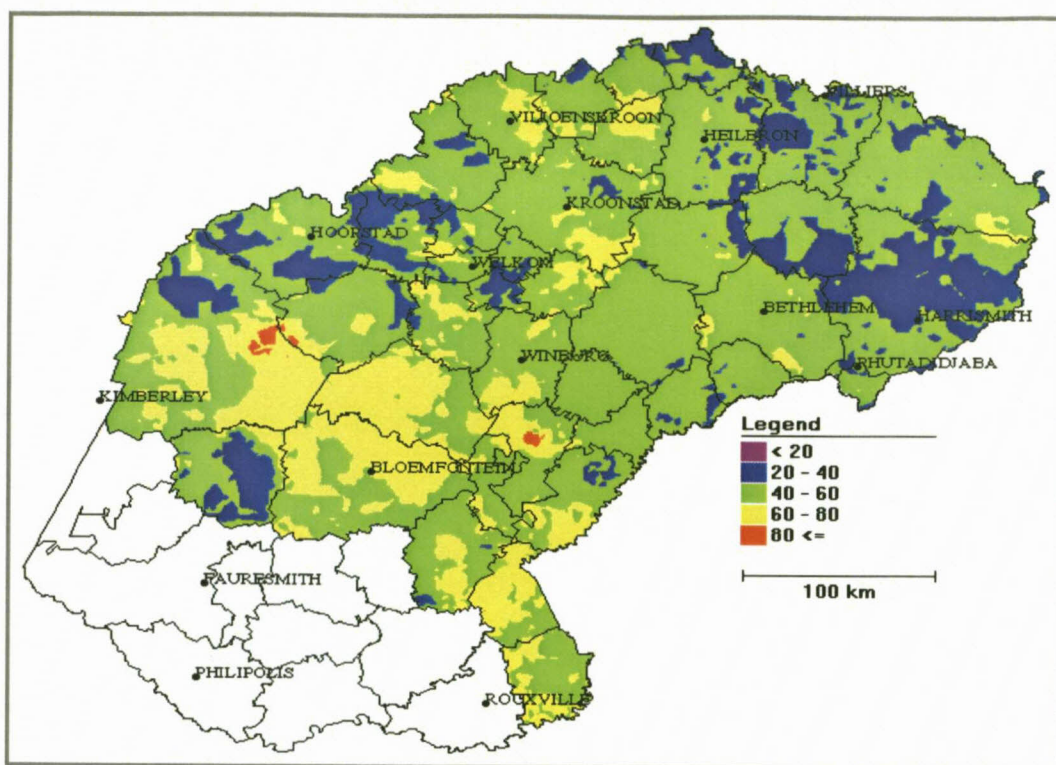 VILLIERS
VILJOENSKROON
HEILBRON
KROONSTAD
HOOPSTAD
WELKOM
BETHLEHEM
HARRISMITH
WINBURG
PHUTADIDJABA
KIMBERLEY
Legend
< 20
20 - 40
40 - 60
60 - 80
80 <=
BLOEMFONTEIN
100 km
FAURESMITH
PHILIPOLIS
ROUXVILLE